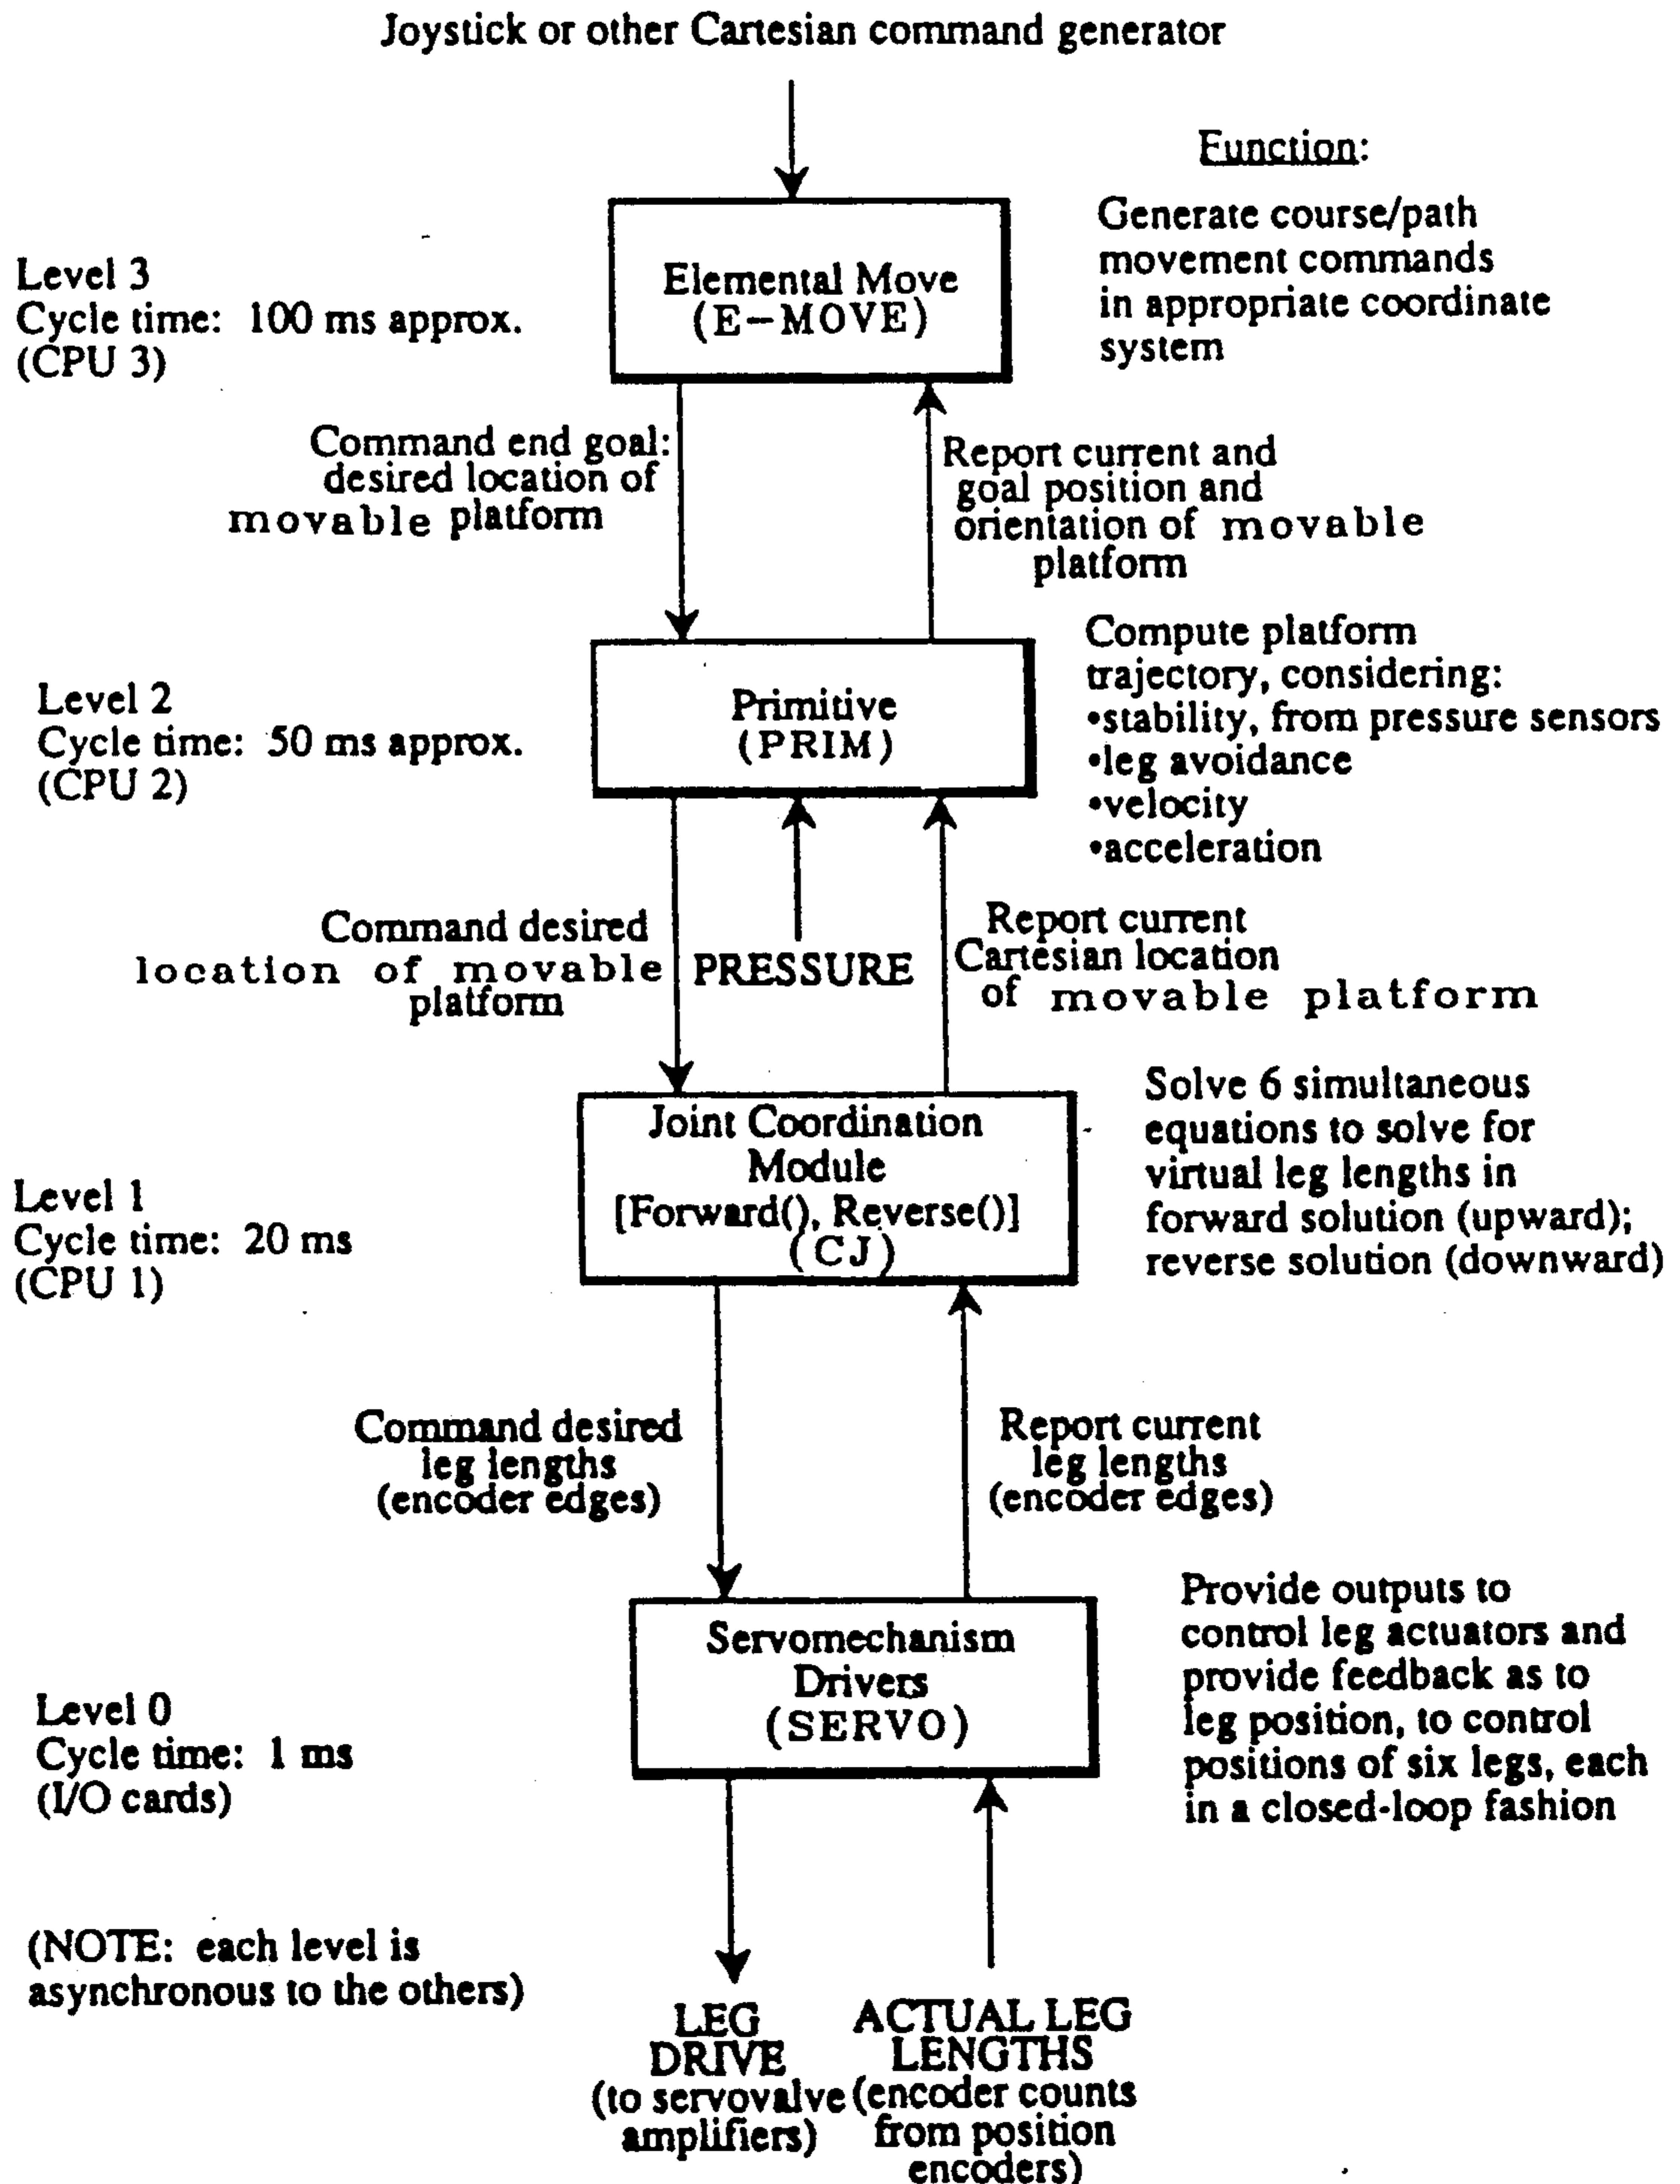 Joystick or other Cartesian command generator
Function:
Generate course/path
movement commands
in appropriate coordinate
system
Level 3
Cycle time: 100 ms approx.
(CPU 3)
Elemental Move
(E-MOVE)
Command end goal:
desired location of
movable platform
Report current and
goal position and
orientation of movable
platform
Level 2
Cycle time: 50 ms approx.
(CPU 2)
Primitive
(PRIM)
Compute platform
trajectory, considering:
•stability, from pressure sensors
•leg avoidance
•velocity
•acceleration
Command desired
location of movable
platform
PRESSURE
Report current
Cartesian location
of movable platform
Level 1
Cycle time: 20 ms
(CPU 1)
Joint Coordination
Module
[Forward(), Reverse()]
(CJ)
Solve 6 simultaneous
equations to solve for
virtual leg lengths in
forward solution (upward);
reverse solution (downward)
Command desired
leg lengths
(encoder edges)
Report current
leg lengths
(encoder edges)
Level 0
Cycle time: 1 ms
(I/O cards)
Servomechanism
Drivers
(SERVO)
Provide outputs to
control leg actuators and
provide feedback as to
leg position, to control
positions of six legs, each
in a closed-loop fashion
(NOTE: each level is
asynchronous to the others)
LEG
DRIVE
(to servovalve
amplifiers)
ACTUAL LEG
LENGTHS
(encoder counts
from position
encoders)